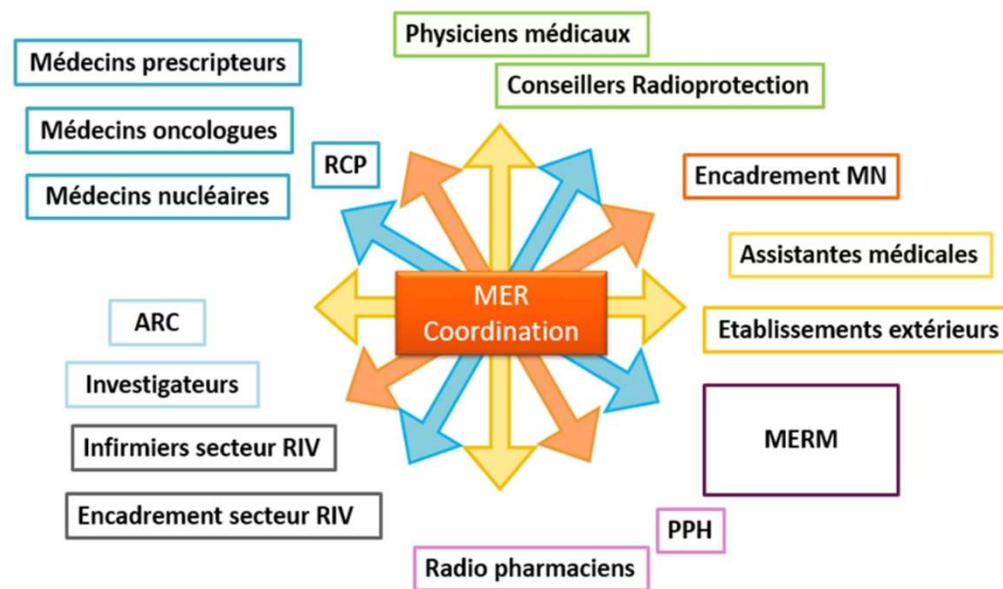 Physiciens médicaux
Médecins prescripteurs
Conseillers Radioprotection
Médecins oncologues
RCP
Encadrement MN
Médecins nucléaires
Assistantes médicales
MER
Coordination
ARC
Etablissements extérieurs
Investigateurs
Infirmiers secteur RIV
MERM
Encadrement secteur RIV
PPH
Radio pharmaciens